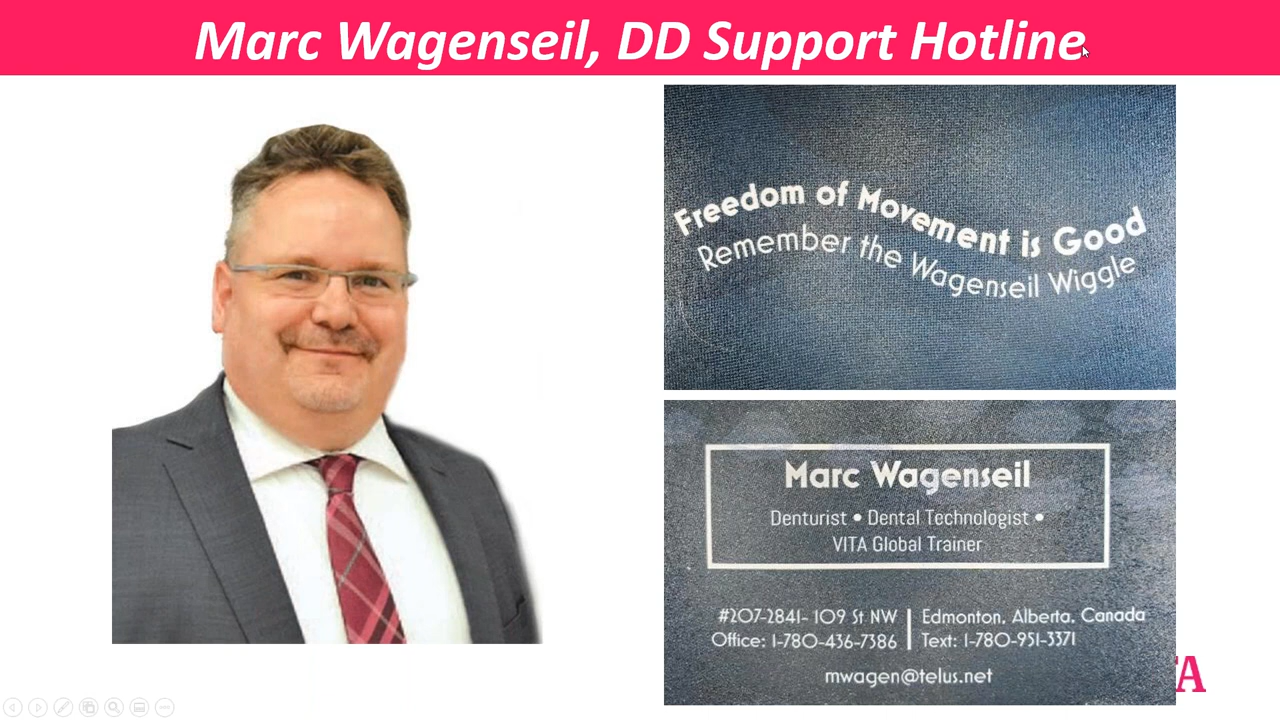 Marc Wagenseil, DD Support Hotline
Freedom of Movement is Good
Remember the Wagenseil Wiggle
Marc Wagenseil
Denturist • Dental Technologist •
VITA Global Trainer
#207-2841- 109 St NW | Edmonton, Alberta, Canada
Office: 1-780-436-7386 | Text: 1-780-951-3371
mwagen@telus.net